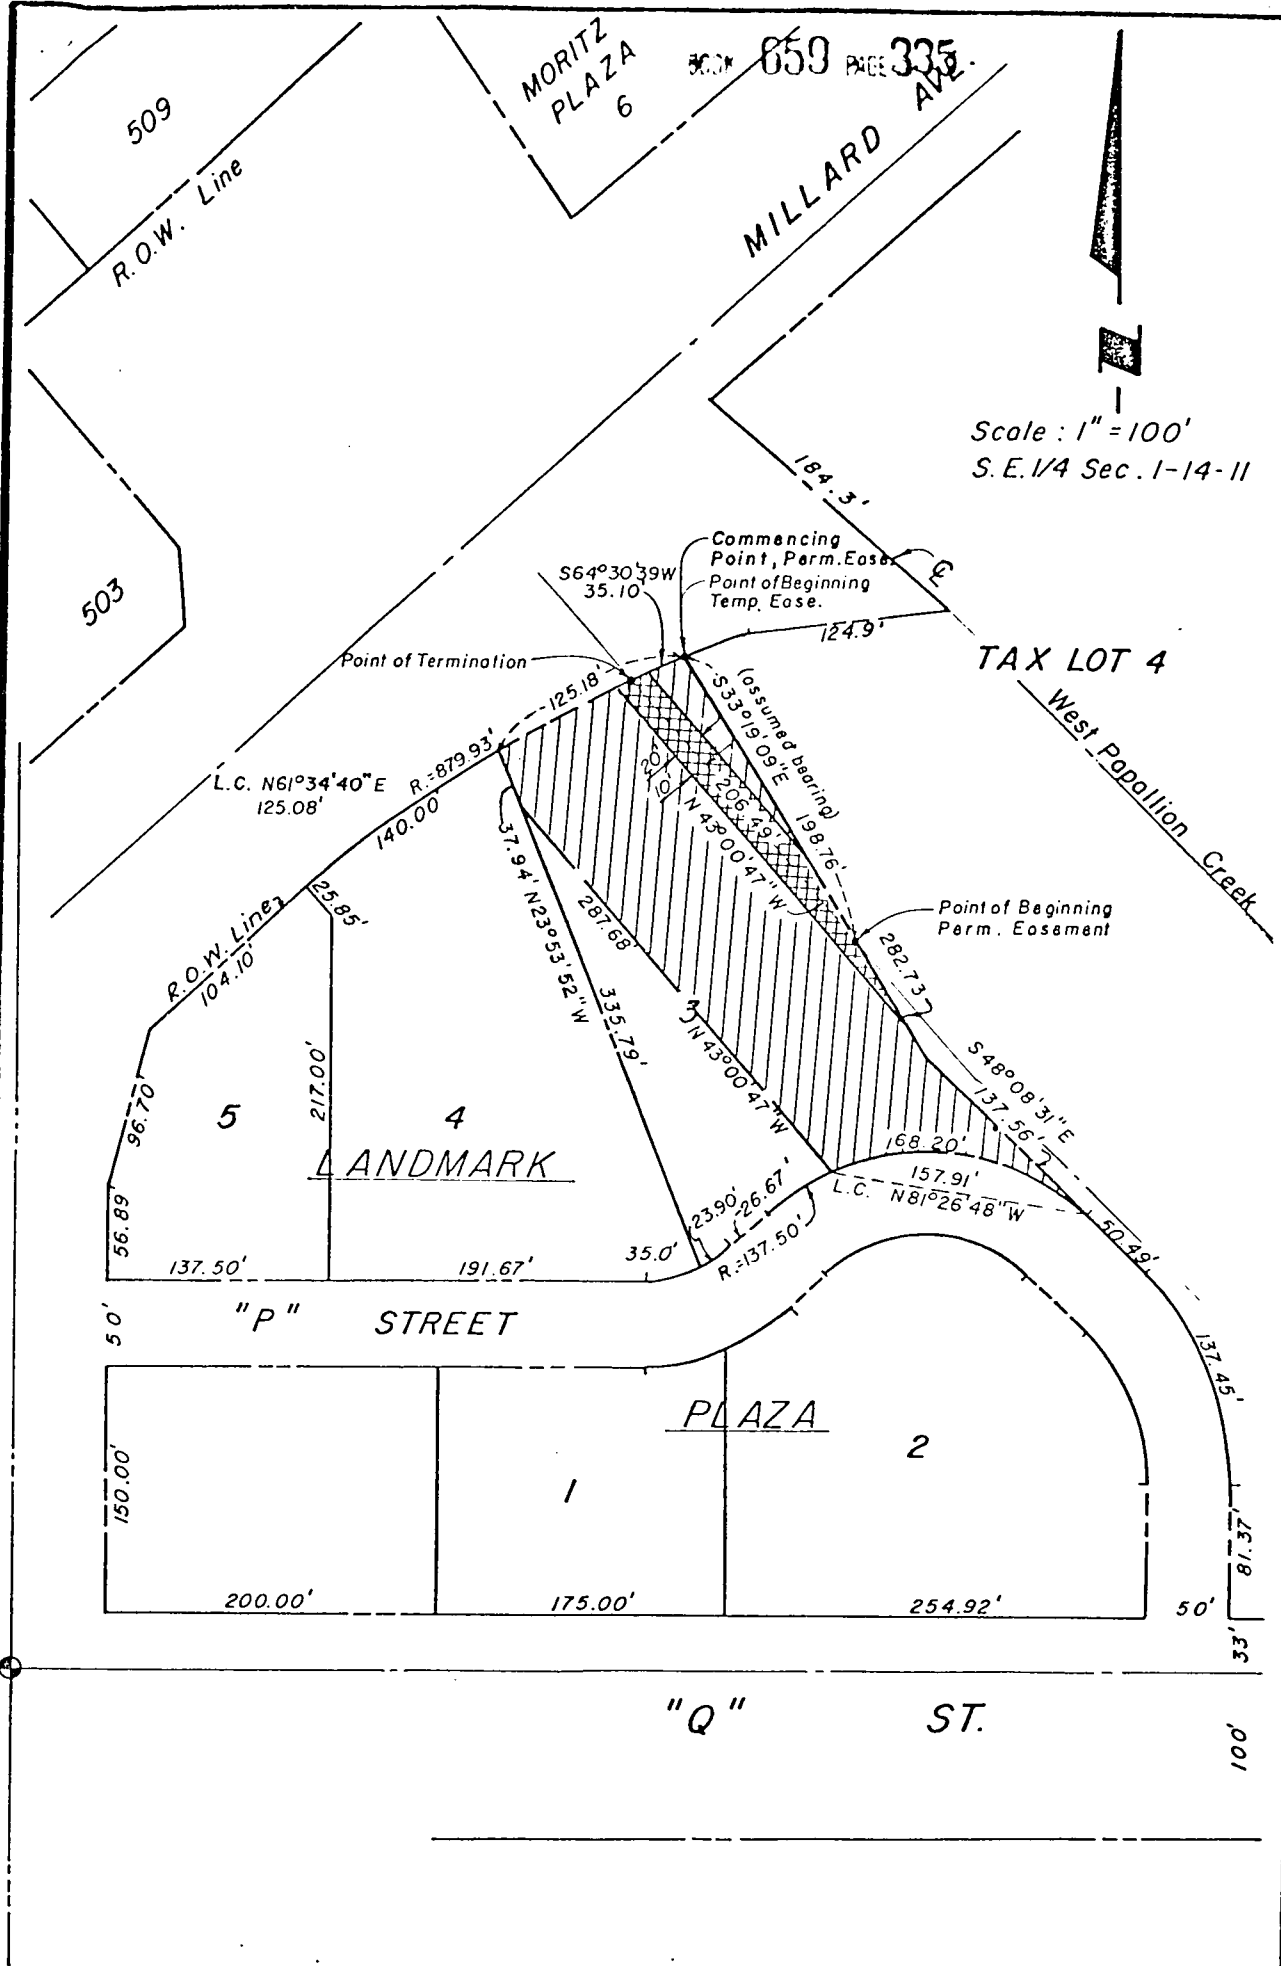 BOOK 659 PAGE 335
MORITZ
PLAZA
6
509
R.O.W. Line
MILLARD AVE.
Scale : 1" = 100'
S.E. 1/4 Sec. 1-14-11
184.3'
Commencing
Point, Perm. Ease.
Point of Beginning
Temp. Ease.
S64°30'39"W
35.10'
503
124.9'
TAX LOT 4
West Papallion Creek
Point of Termination
125.18'
(assumed bearing)
S33°19'09"E
198.76'
R.=879.93'
L.C. N61°34'40"E
125.08'
140.00'
20'
10'
206.49'
N 43°00'47"W
37.94'
N23°53'52"W
287.68'
25.85'
Point of Beginning
Perm. Easement
R.O.W. Line
104.10'
282.73'
335.79'
3
N 43°00'47"W
S 48°08'31"E
137.56'
217.00'
96.70'
5
4
LANDMARK
168.20'
157.91'
L.C. N81°26'48"W
56.89'
23.90'
26.67'
35.0'
R.=137.50'
50.49'
137.50'
191.67'
50'
"P" STREET
137.45'
PLAZA
2
1
150.00'
81.37'
200.00'
175.00'
254.92'
50'
33'
"Q" ST.
100'